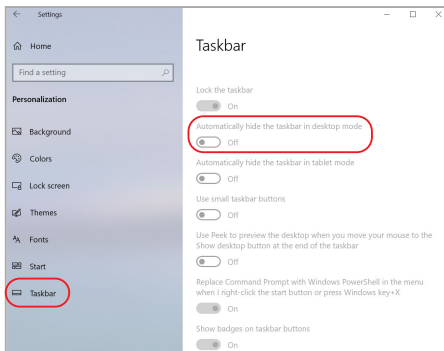 Settings
Home
Find a setting
Personalization
Background
Colors
Lock screen
Themes
Fonts
Start
Taskbar
Taskbar
Lock the taskbar
On
Automatically hide the taskbar in desktop mode
Off
Automatically hide the taskbar in tablet mode
Off
Use small taskbar buttons
Off
Use Peek to preview the desktop when you move your mouse to the
Show desktop button at the end of the taskbar
Off
Replace Command Prompt with Windows PowerShell in the menu
when I right-click the start button or press Windows key+X
On
Show badges on taskbar buttons
On